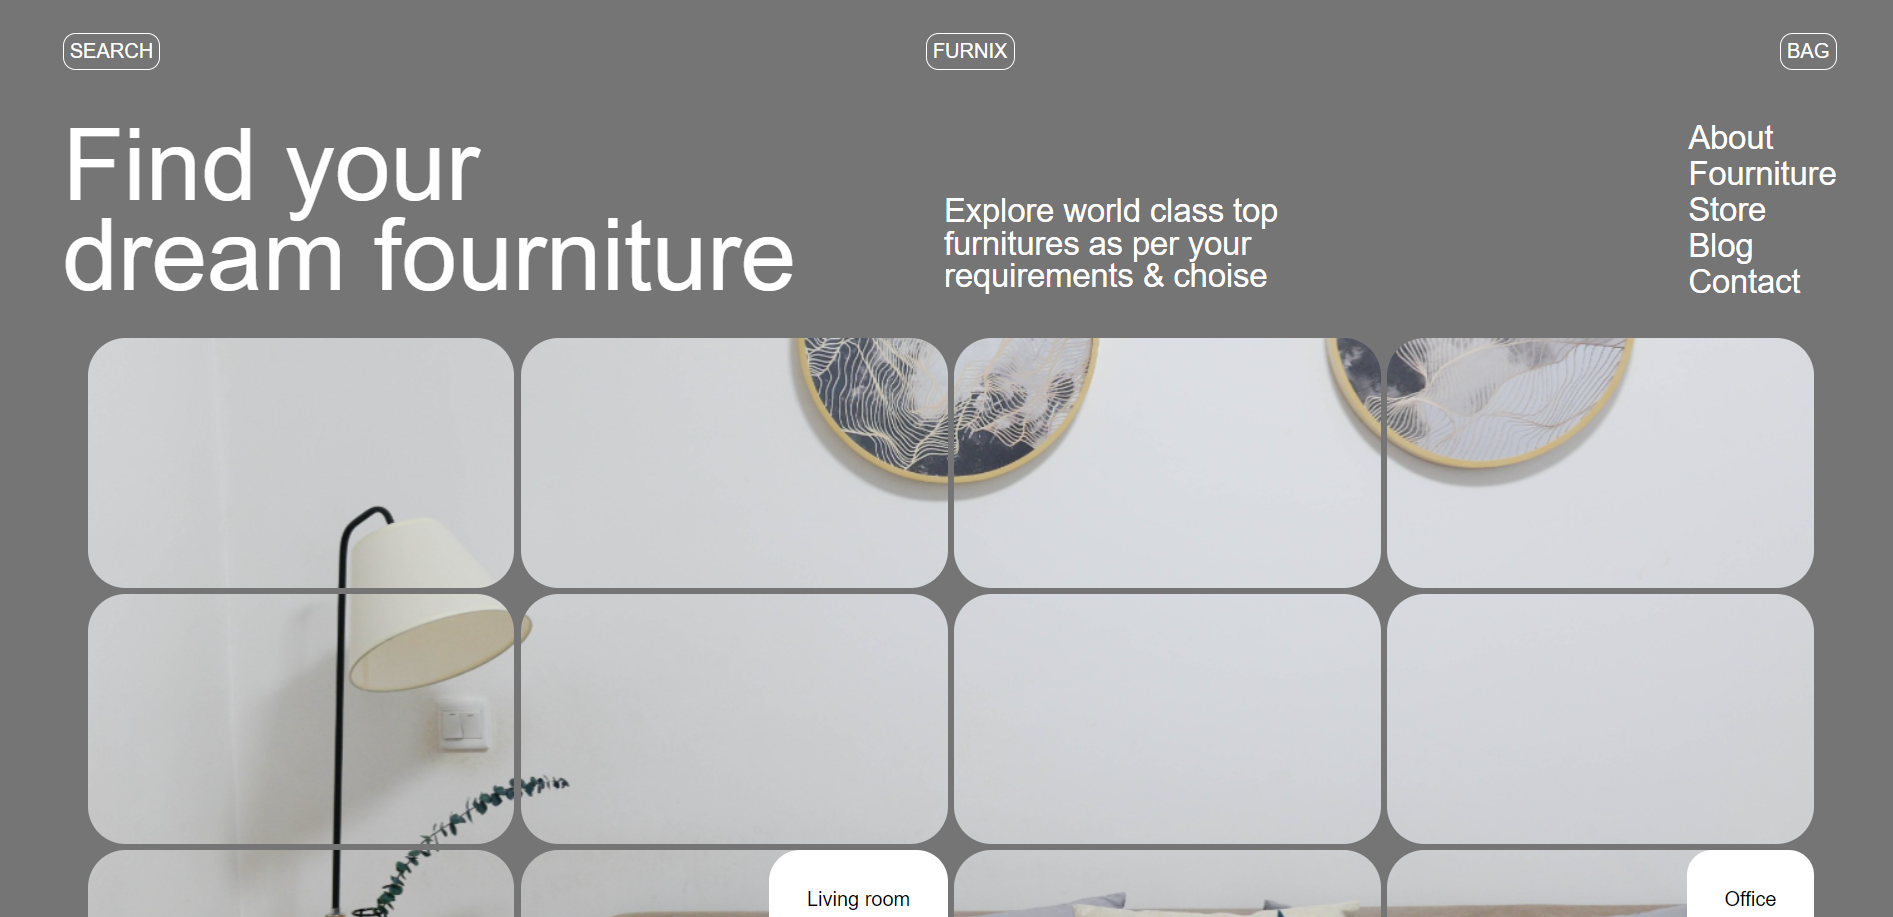 SEARCH
FURNIX
BAG
Find your
dream fourniture
Explore world class top
furnitures as per your
requirements & choise
About
Fourniture
Store
Blog
Contact
Living room
Office